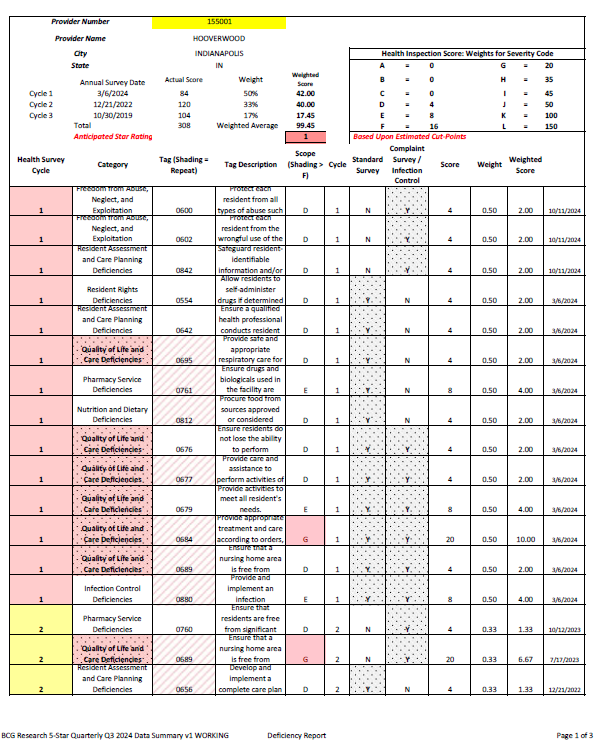 Provider Number 155001
Provider Name HOOVERWOOD
City INDIANAPOLIS
State IN
Health Inspection Score: Weights for Severity Code
A = 0 G = 20
B = 0 H = 35
C = 0 I = 45
D = 4 J = 50
E = 8 K = 100
F = 16 L = 150
Annual Survey Date Actual Score Weight Weighted Score
Cycle 1 3/6/2024 84 50% 42.00
Cycle 2 12/21/2022 120 33% 40.00
Cycle 3 10/30/2019 104 17% 17.45
Total 308 Weighted Average 99.45
Anticipated Star Rating 1 Based Upon Estimated Cut-Points
Health Survey Cycle Category Tag (Shading = Repeat) Tag Description Scope (Shading > F) Cycle Standard Survey Complaint Survey / Infection Control Score Weight Weighted Score
1 Freedom from Abuse, Neglect, and Exploitation 0600 Protect each resident from all types of abuse such D 1 N Y 4 0.50 2.00 10/11/2024
1 Freedom from Abuse, Neglect, and Exploitation 0602 Protect each resident from the wrongful use of the D 1 N Y 4 0.50 2.00 10/11/2024
1 Resident Assessment and Care Planning Deficiencies 0842 Safeguard resident-identifiable information and/or D 1 N Y 4 0.50 2.00 10/11/2024
1 Resident Rights Deficiencies 0554 Allow residents to self-administer drugs if determined D 1 Y N 4 0.50 2.00 3/6/2024
1 Resident Assessment and Care Planning Deficiencies 0642 Ensure a qualified health professional conducts resident D 1 Y N 4 0.50 2.00 3/6/2024
1 Quality of Life and Care Deficiencies 0695 Provide safe and appropriate respiratory care for D 1 Y Y 4 0.50 2.00 3/6/2024
1 Pharmacy Service Deficiencies 0761 Ensure drugs and biologicals used in the facility are E 1 Y N 8 0.50 4.00 3/6/2024
1 Nutrition and Dietary Deficiencies 0812 Procure food from sources approved or considered D 1 Y N 4 0.50 2.00 3/6/2024
1 Quality of Life and Care Deficiencies 0676 Ensure residents do not lose the ability to perform D 1 Y Y 4 0.50 2.00 3/6/2024
1 Quality of Life and Care Deficiencies 0677 Provide care and assistance to perform activities of D 1 Y Y 4 0.50 2.00 3/6/2024
1 Quality of Life and Care Deficiencies 0679 Provide activities to meet all resident's needs. E 1 Y Y 8 0.50 4.00 3/6/2024
1 Quality of Life and Care Deficiencies 0684 Provide appropriate treatment and care according to orders, G 1 Y Y 20 0.50 10.00 3/6/2024
1 Quality of Life and Care Deficiencies 0689 Ensure that a nursing home area is free from D 1 Y Y 4 0.50 2.00 3/6/2024
1 Infection Control Deficiencies 0880 Provide and implement an infection E 1 Y Y 8 0.50 4.00 3/6/2024
2 Pharmacy Service Deficiencies 0760 Ensure that residents are free from significant D 2 N Y 4 0.33 1.33 10/12/2023
2 Quality of Life and Care Deficiencies 0689 Ensure that a nursing home area is free from G 2 N Y 20 0.33 6.67 7/17/2023
2 Resident Assessment and Care Planning Deficiencies 0656 Develop and implement a complete care plan D 2 Y N 4 0.33 1.33 12/21/2022
BCG Research 5-Star Quarterly Q3 2024 Data Summary v1 WORKING Deficiency Report Page 1 of 3